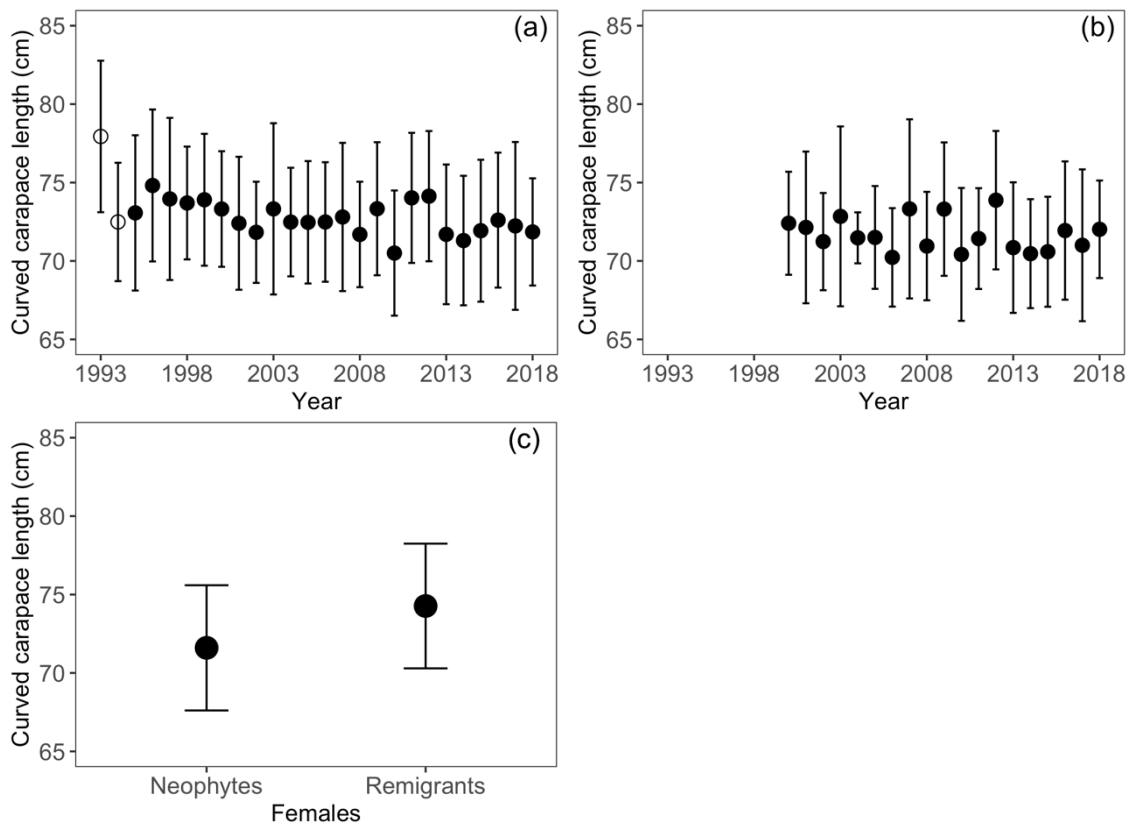 (a)
Curved carapace length (cm)
85
80
75
70
65
1993 1998 2003 2008 2013 2018
Year
(b)
Curved carapace length (cm)
85
80
75
70
65
1993 1998 2003 2008 2013 2018
Year
(c)
Curved carapace length (cm)
85
80
75
70
65
Neophytes Remigrants
Females